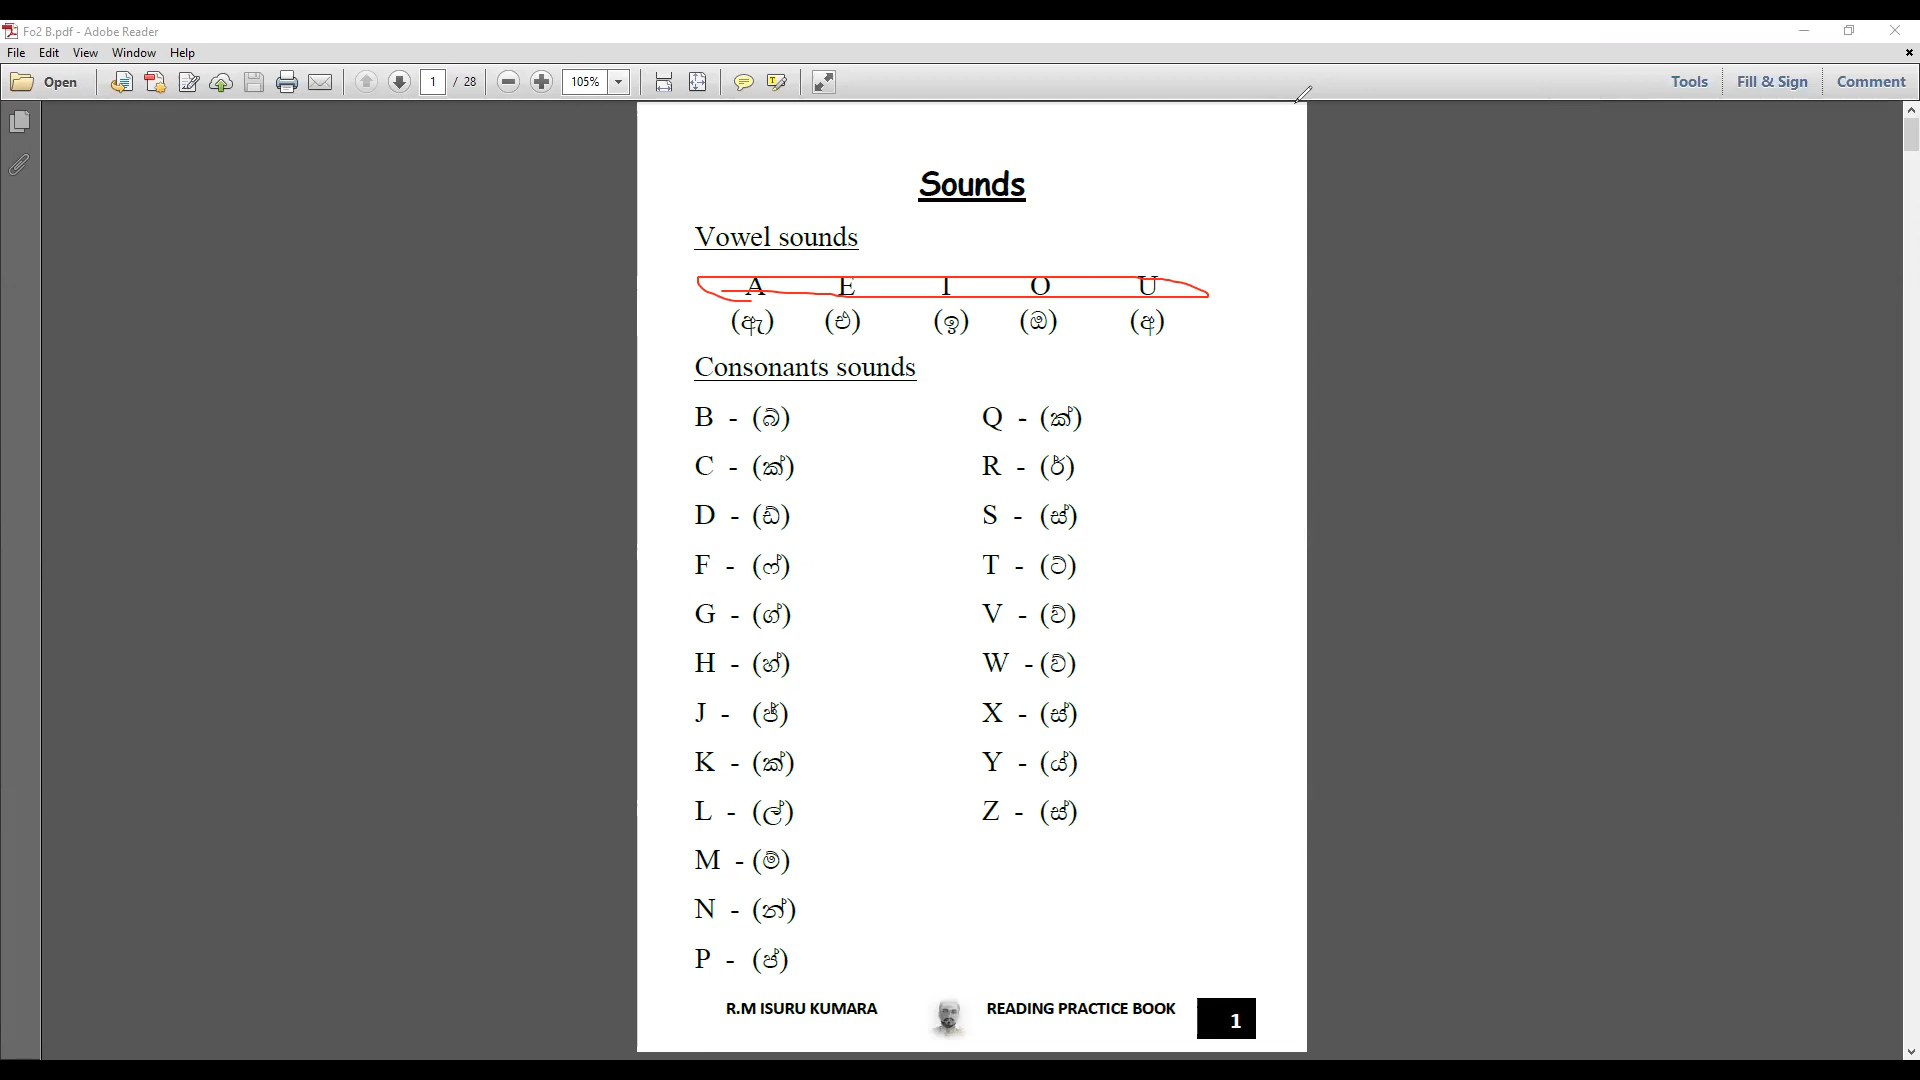 Fo2 B.pdf - Adobe Reader
File Edit View Window Help
Open 1 / 28 105% Tools Fill & Sign Comment
Sounds
Vowel sounds
A E I O U
(ඇ) (එ) (ඉ) (ඔ) (අ)
Consonants sounds
B - (බ්)
C - (ක්)
D - (ඩ්)
F - (ෆ්)
G - (ග්)
H - (හ්)
J - (ජ්)
K - (ක්)
L - (ල්)
M - (ම්)
N - (න්)
P - (ප්)
Q - (ක්)
R - (ර්)
S - (ස්)
T - (ට්)
V - (ව්)
W - (ව්)
X - (ස්)
Y - (ය්)
Z - (ස්)
R.M ISURU KUMARA READING PRACTICE BOOK 1